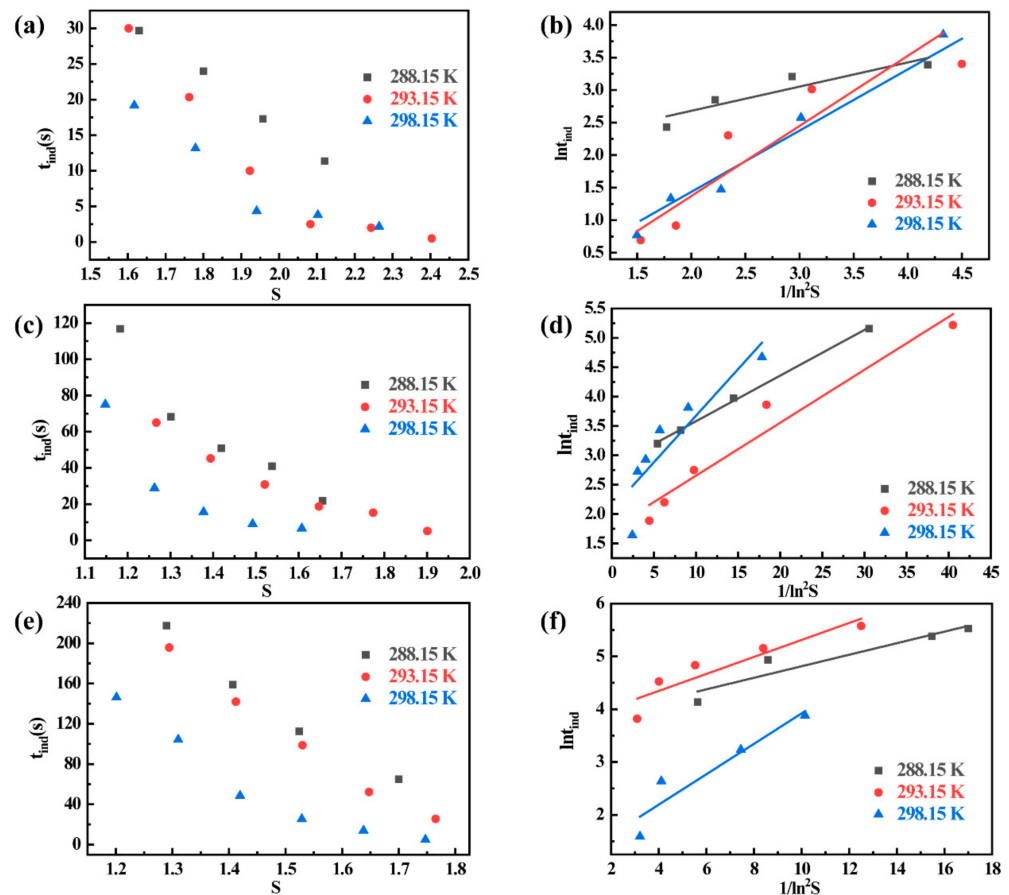 (a)
30
25
20
15
10
5
0
t_ind(s)
288.15 K
293.15 K
298.15 K
1.5 1.6 1.7 1.8 1.9 2.0 2.1 2.2 2.3 2.4 2.5
S
(b)
4.0
3.5
3.0
2.5
2.0
1.5
1.0
0.5
lnt_ind
288.15 K
293.15 K
298.15 K
1.5 2.0 2.5 3.0 3.5 4.0 4.5
1/ln²S
(c)
120
100
80
60
40
20
0
t_ind(s)
288.15 K
293.15 K
298.15 K
1.1 1.2 1.3 1.4 1.5 1.6 1.7 1.8 1.9 2.0
S
(d)
5.5
5.0
4.5
4.0
3.5
3.0
2.5
2.0
1.5
lnt_ind
288.15 K
293.15 K
298.15 K
0 5 10 15 20 25 30 35 40 45
1/ln²S
(e)
240
200
160
120
80
40
0
t_ind(s)
288.15 K
293.15 K
298.15 K
1.2 1.3 1.4 1.5 1.6 1.7 1.8
S
(f)
6
5
4
3
2
lnt_ind
288.15 K
293.15 K
298.15 K
2 4 6 8 10 12 14 16 18
1/ln²S